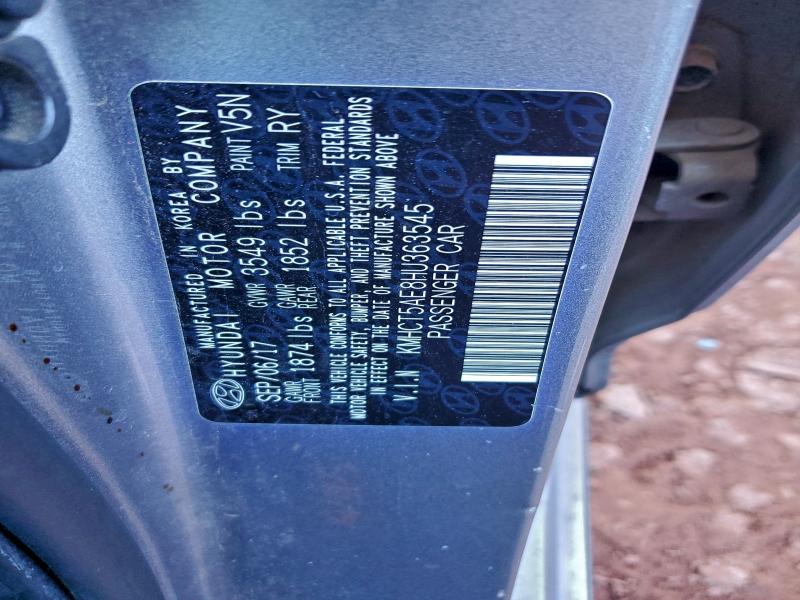 MANUFACTURED IN KOREA BY
HYUNDAI MOTOR COMPANY
SEP/06/17 GVWR 3549 lbs PAINT V5N
GAWR FRONT 1874 lbs GAWR REAR 1852 lbs TRIM RY
THIS VEHICLE CONFORMS TO ALL APPLICABLE U.S.A. FEDERAL
MOTOR VEHICLE SAFETY, BUMPER, AND THEFT PREVENTION STANDARDS
IN EFFECT ON THE DATE OF MANUFACTURE SHOWN ABOVE
V.I.N KMHCT5AE8HU363545
PASSENGER CAR